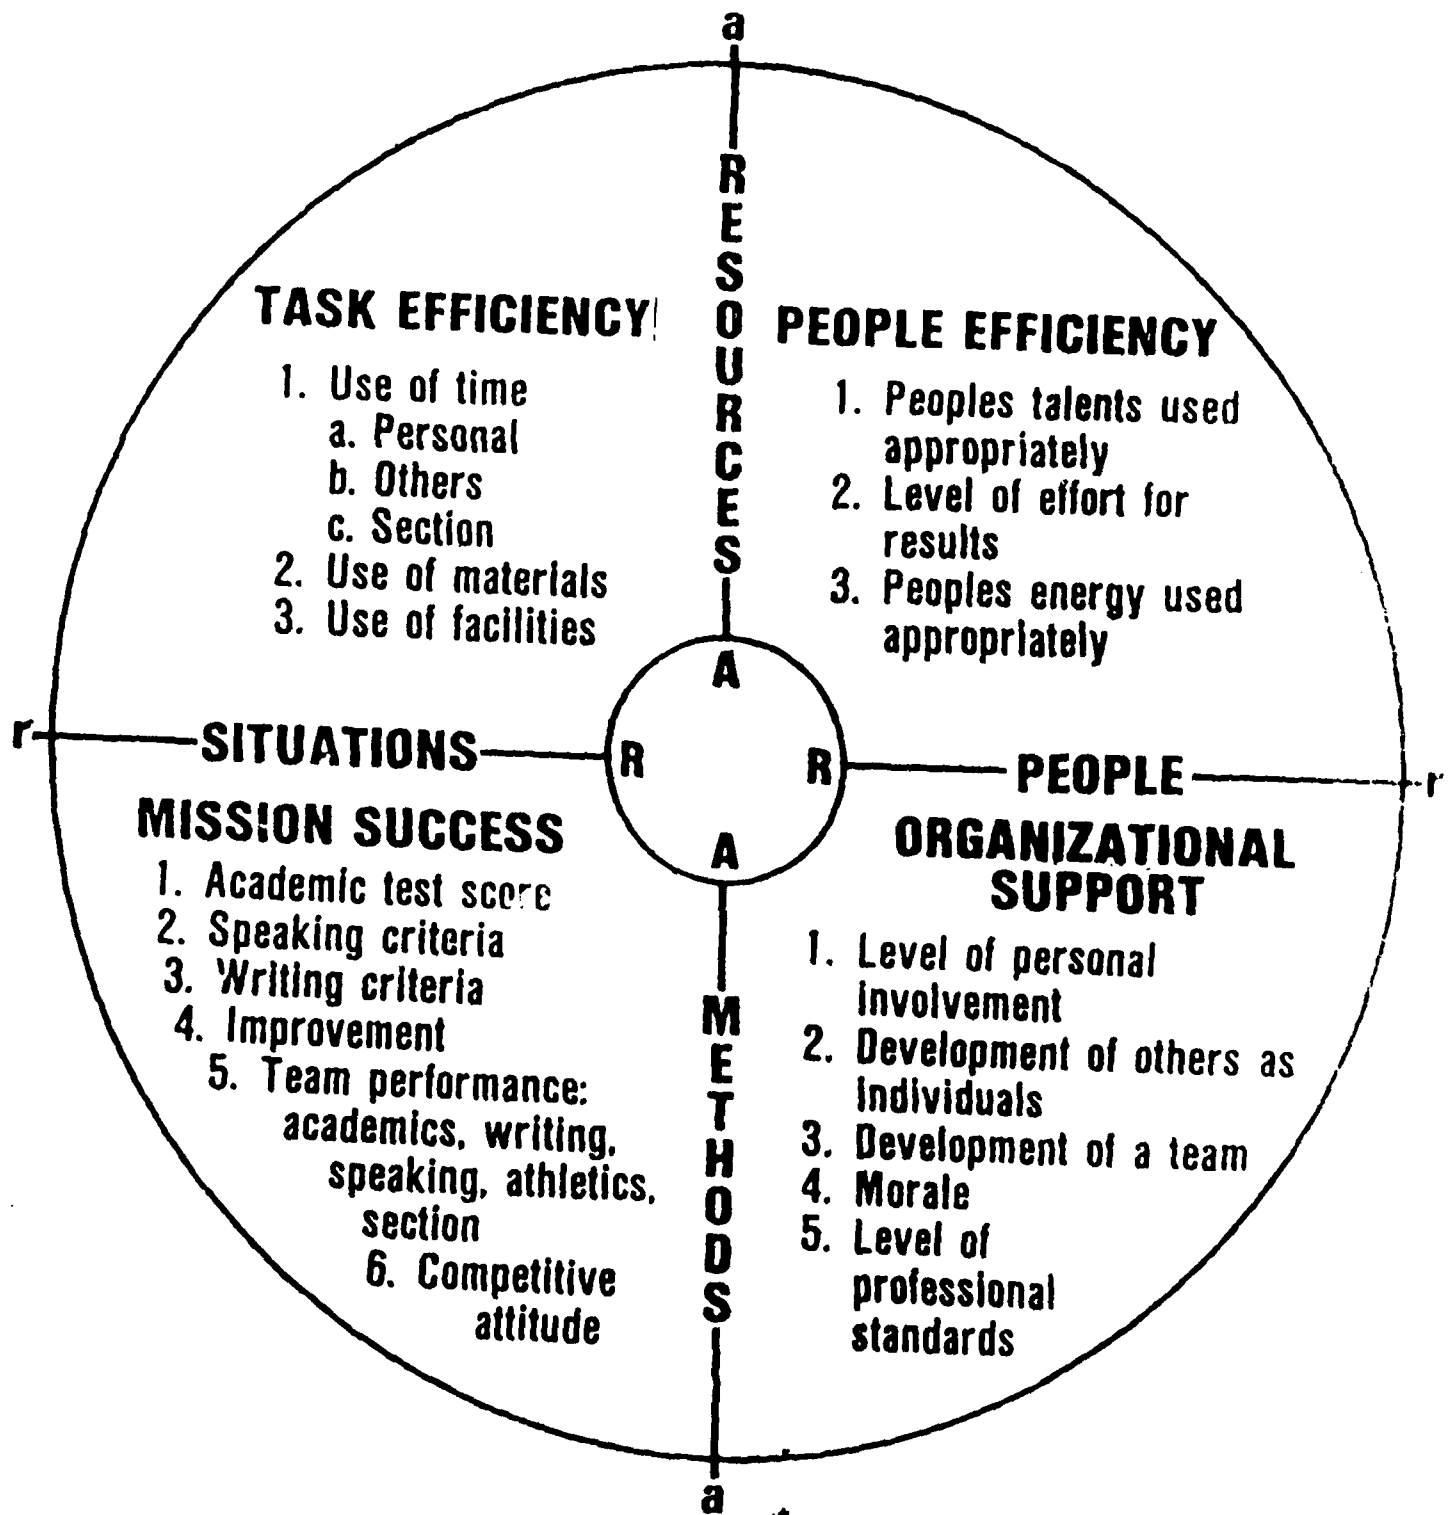 a
RESOURCES
TASK EFFICIENCY
1. Use of time
a. Personal
b. Others
c. Section
2. Use of materials
3. Use of facilities
PEOPLE EFFICIENCY
1. Peoples talents used
appropriately
2. Level of effort for
results
3. Peoples energy used
appropriately
A
r
SITUATIONS
R
R
PEOPLE
r
A
MISSION SUCCESS
1. Academic test score
2. Speaking criteria
3. Writing criteria
4. Improvement
5. Team performance:
academics, writing,
speaking, athletics,
section
6. Competitive
attitude
METHODS
ORGANIZATIONAL
SUPPORT
1. Level of personal
involvement
2. Development of others as
individuals
3. Development of a team
4. Morale
5. Level of
professional
standards
a